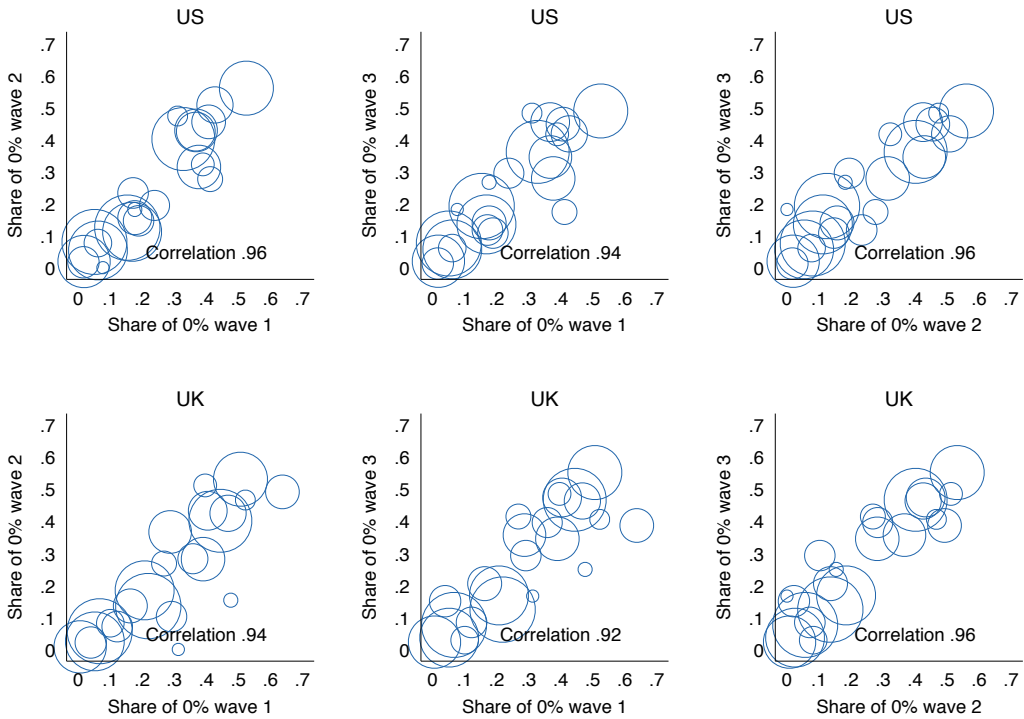 US
Share of 0% wave 2
.7
.6
.5
.4
.3
.2
.1
0
Correlation .96
0 .1 .2 .3 .4 .5 .6 .7
Share of 0% wave 1
US
Share of 0% wave 3
.7
.6
.5
.4
.3
.2
.1
0
Correlation .94
0 .1 .2 .3 .4 .5 .6 .7
Share of 0% wave 1
US
Share of 0% wave 3
.7
.6
.5
.4
.3
.2
.1
0
Correlation .96
0 .1 .2 .3 .4 .5 .6 .7
Share of 0% wave 2
UK
Share of 0% wave 2
.7
.6
.5
.4
.3
.2
.1
0
Correlation .94
0 .1 .2 .3 .4 .5 .6 .7
Share of 0% wave 1
UK
Share of 0% wave 3
.7
.6
.5
.4
.3
.2
.1
0
Correlation .92
0 .1 .2 .3 .4 .5 .6 .7
Share of 0% wave 1
UK
Share of 0% wave 3
.7
.6
.5
.4
.3
.2
.1
0
Correlation .96
0 .1 .2 .3 .4 .5 .6 .7
Share of 0% wave 2